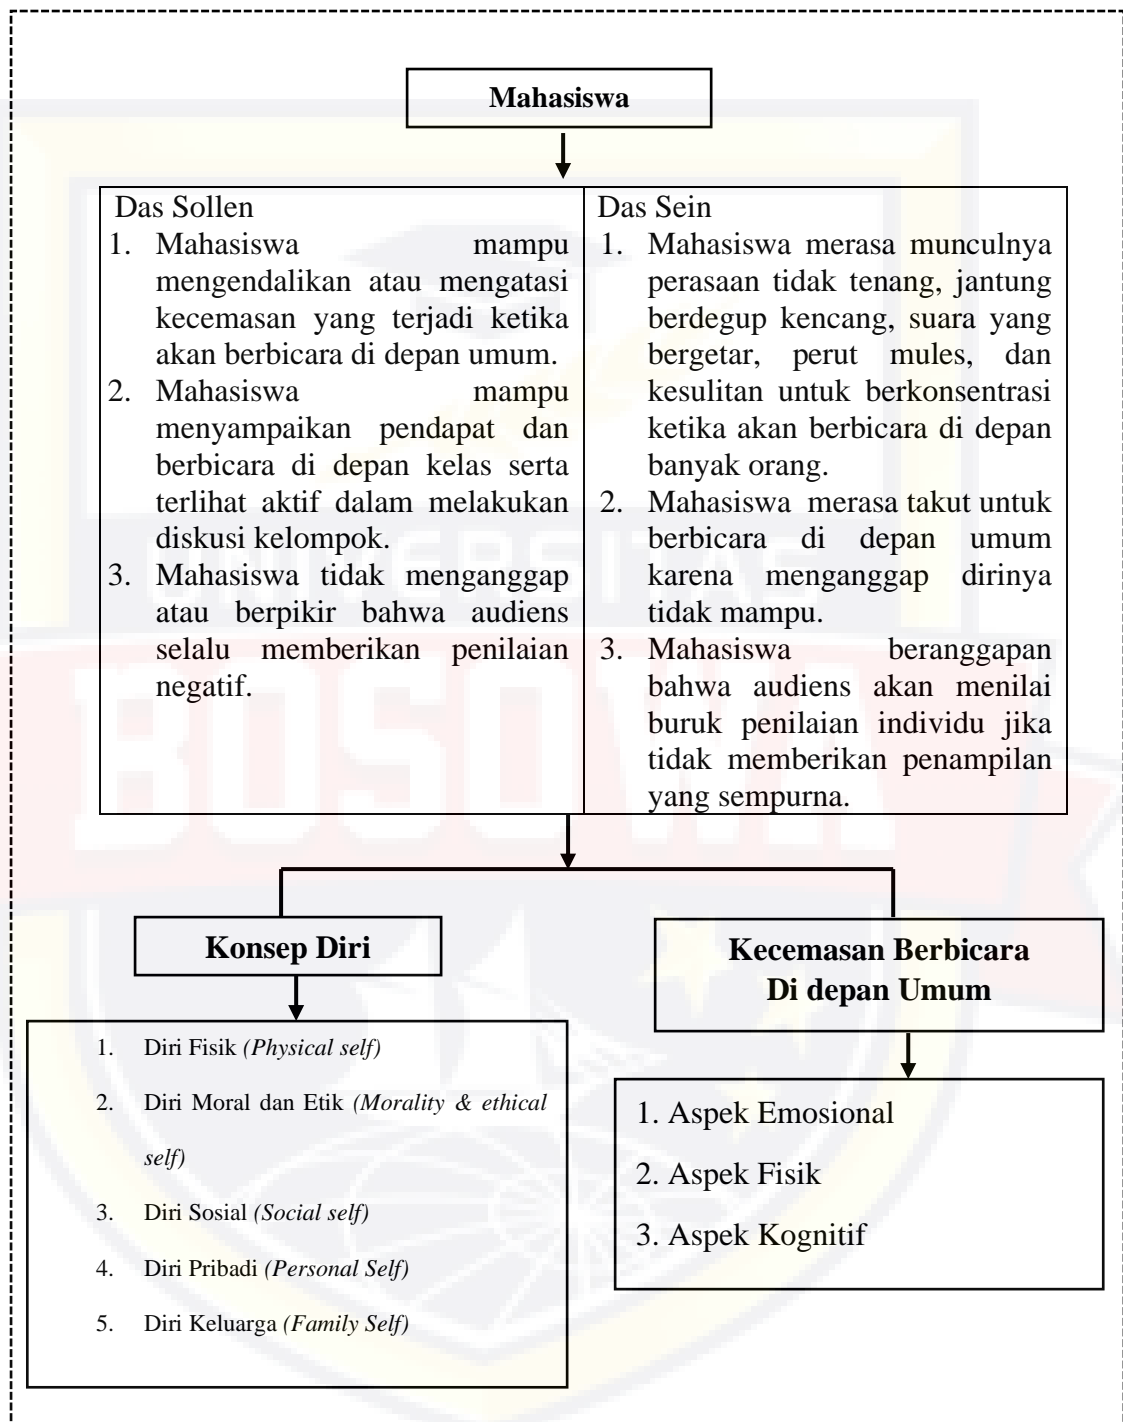 Mahasiswa
Das Sollen
1. Mahasiswa mampu
mengendalikan atau mengatasi
kecemasan yang terjadi ketika
akan berbicara di depan umum.
2. Mahasiswa mampu
menyampaikan pendapat dan
berbicara di depan kelas serta
terlihat aktif dalam melakukan
diskusi kelompok.
3. Mahasiswa tidak menganggap
atau berpikir bahwa audiens
selalu memberikan penilaian
negatif.
Das Sein
1. Mahasiswa merasa munculnya
perasaan tidak tenang, jantung
berdegup kencang, suara yang
bergetar, perut mules, dan
kesulitan untuk berkonsentrasi
ketika akan berbicara di depan
banyak orang.
2. Mahasiswa merasa takut untuk
berbicara di depan umum
karena menganggap dirinya
tidak mampu.
3. Mahasiswa beranggapan
bahwa audiens akan menilai
buruk penilaian individu jika
tidak memberikan penampilan
yang sempurna.
UNIVERSITAS
BOSOWA
Konsep Diri
1. Diri Fisik (Physical self)
2. Diri Moral dan Etik (Morality & ethical
self)
3. Diri Sosial (Social self)
4. Diri Pribadi (Personal Self)
5. Diri Keluarga (Family Self)
Kecemasan Berbicara
Di depan Umum
1. Aspek Emosional
2. Aspek Fisik
3. Aspek Kognitif